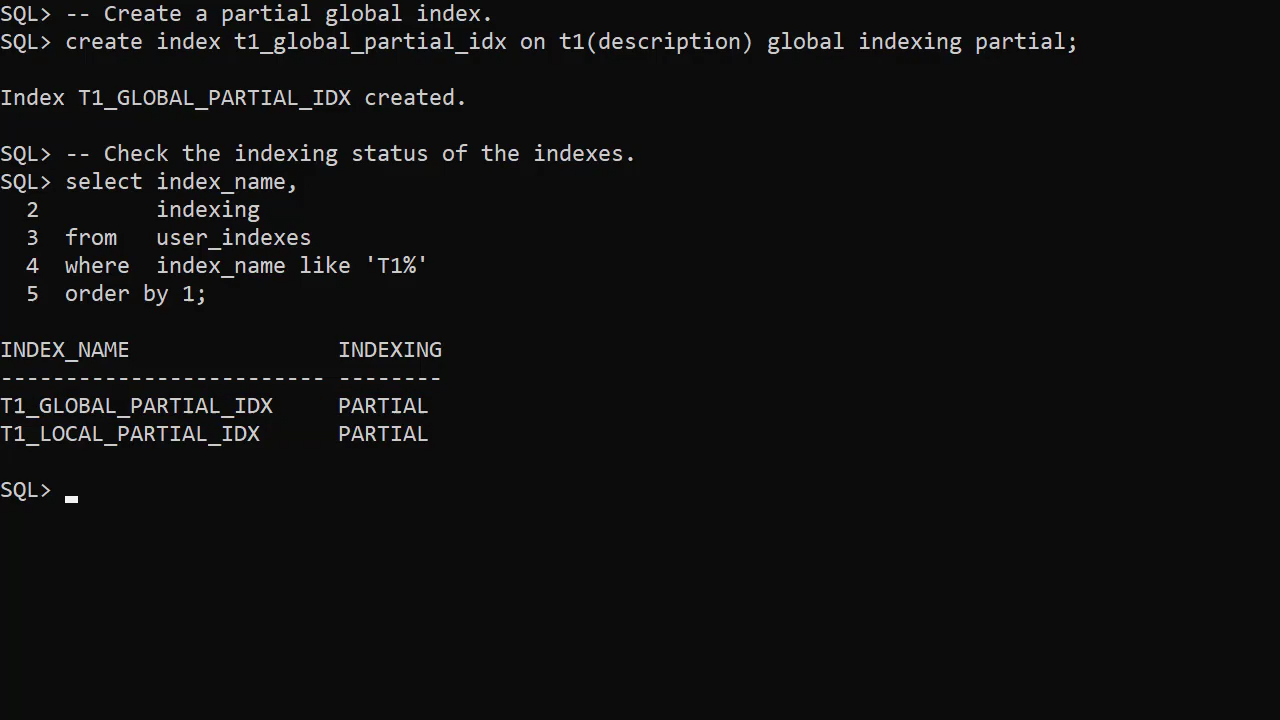 SQL> -- Create a partial global index.
SQL> create index t1_global_partial_idx on t1(description) global indexing partial;
Index T1_GLOBAL_PARTIAL_IDX created.
SQL> -- Check the indexing status of the indexes.
SQL> select index_name,
  2         indexing
  3  from   user_indexes
  4  where  index_name like 'T1%'
  5  order by 1;
INDEX_NAME                INDEXING
------------------------- --------
T1_GLOBAL_PARTIAL_IDX     PARTIAL
T1_LOCAL_PARTIAL_IDX      PARTIAL
SQL>